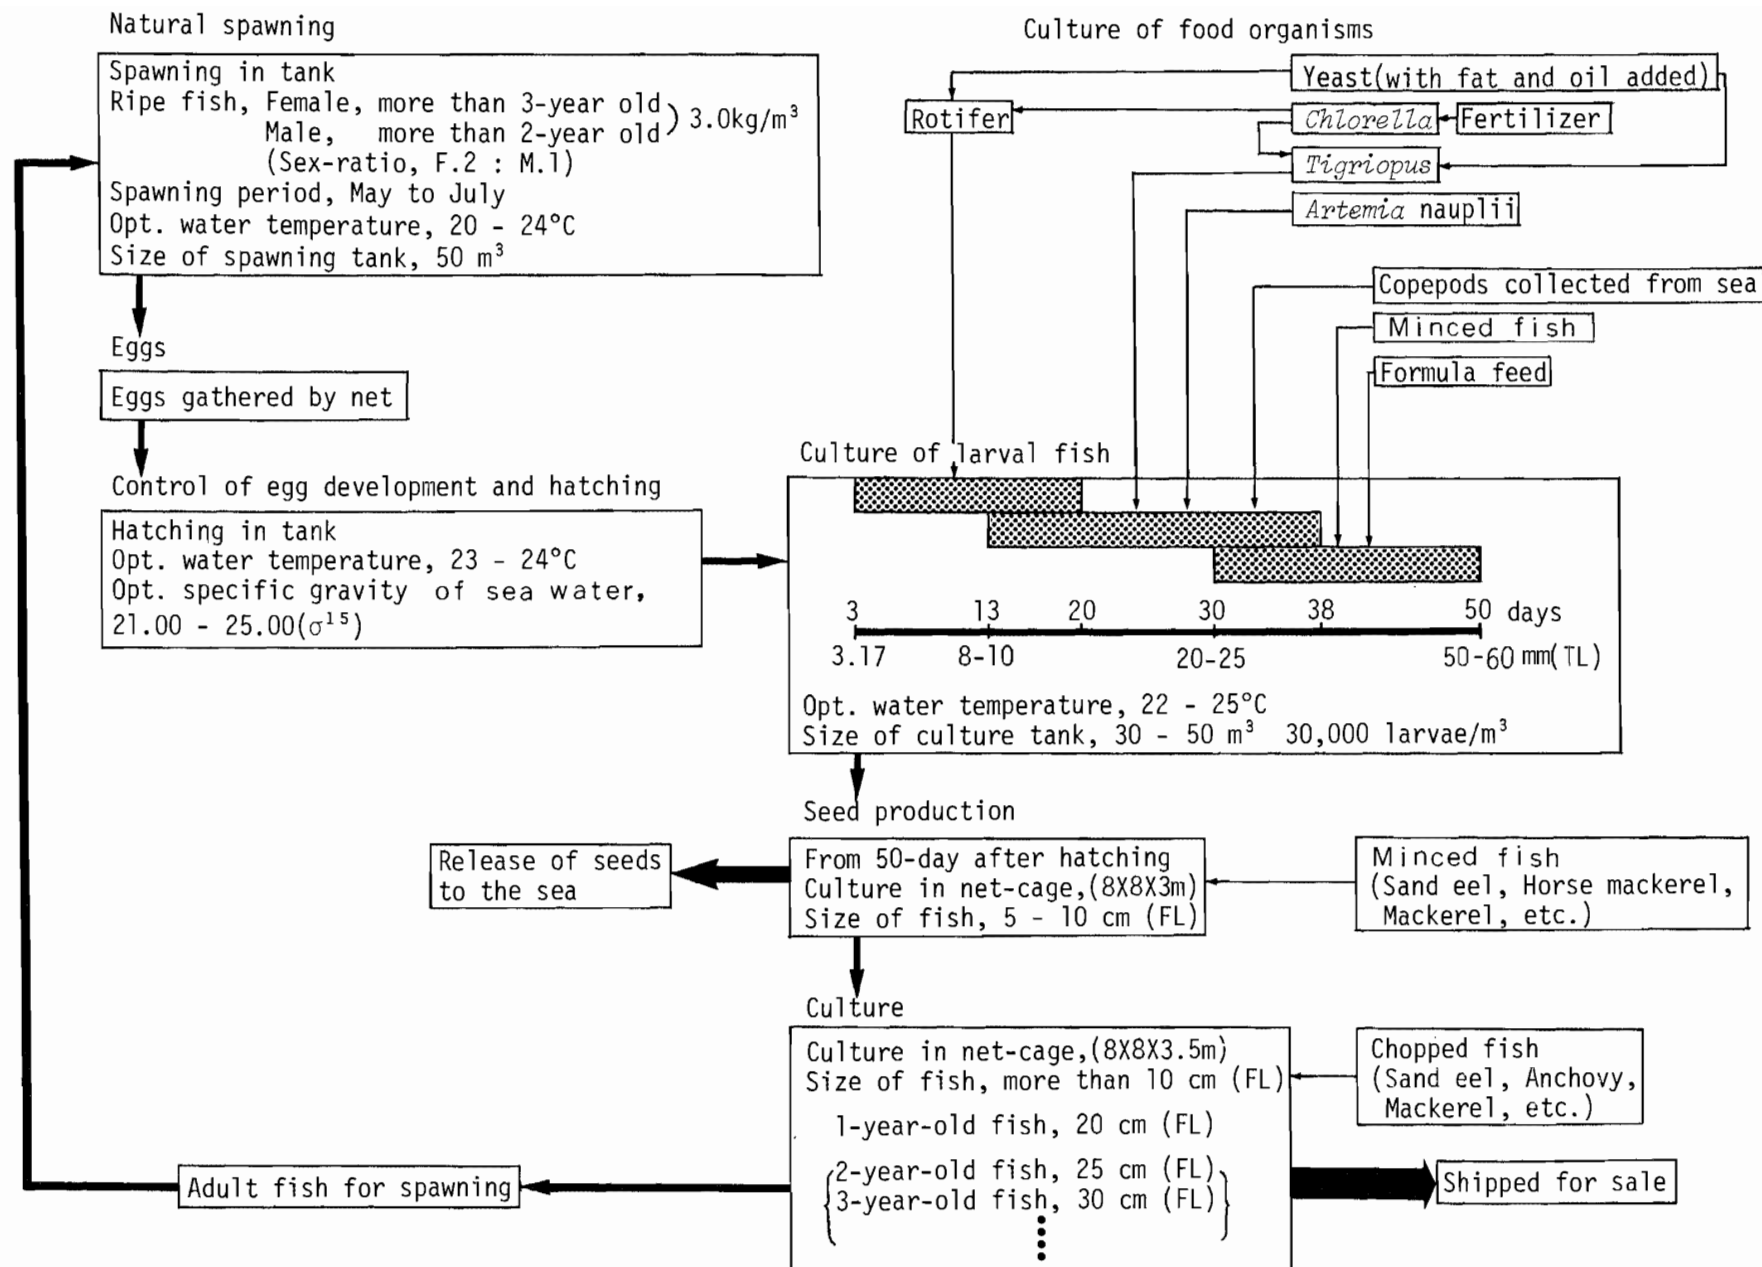 Natural spawning
Spawning in tank
Ripe fish, Female, more than 3-year old
Male, more than 2-year old
) 3.0kg/m³
(Sex-ratio, F.2 : M.1)
Spawning period, May to July
Opt. water temperature, 20 - 24°C
Size of spawning tank, 50 m³
Eggs
Eggs gathered by net
Control of egg development and hatching
Hatching in tank
Opt. water temperature, 23 - 24°C
Opt. specific gravity of sea water,
21.00 - 25.00(σ¹⁵)
Culture of food organisms
Yeast(with fat and oil added)
Rotifer
Chlorella
Fertilizer
Tigriopus
Artemia nauplii
Copepods collected from sea
Minced fish
Formula feed
Culture of larval fish
3 13 20 30 38 50 days
3.17 8-10 20-25 50-60 mm(TL)
Opt. water temperature, 22 - 25°C
Size of culture tank, 30 - 50 m³ 30,000 larvae/m³
Seed production
From 50-day after hatching
Culture in net-cage,(8X8X3m)
Size of fish, 5 - 10 cm (FL)
Release of seeds
to the sea
Minced fish
(Sand eel, Horse mackerel,
Mackerel, etc.)
Culture
Culture in net-cage,(8X8X3.5m)
Size of fish, more than 10 cm (FL)
1-year-old fish, 20 cm (FL)
2-year-old fish, 25 cm (FL)
3-year-old fish, 30 cm (FL)
Chopped fish
(Sand eel, Anchovy,
Mackerel, etc.)
Adult fish for spawning
Shipped for sale